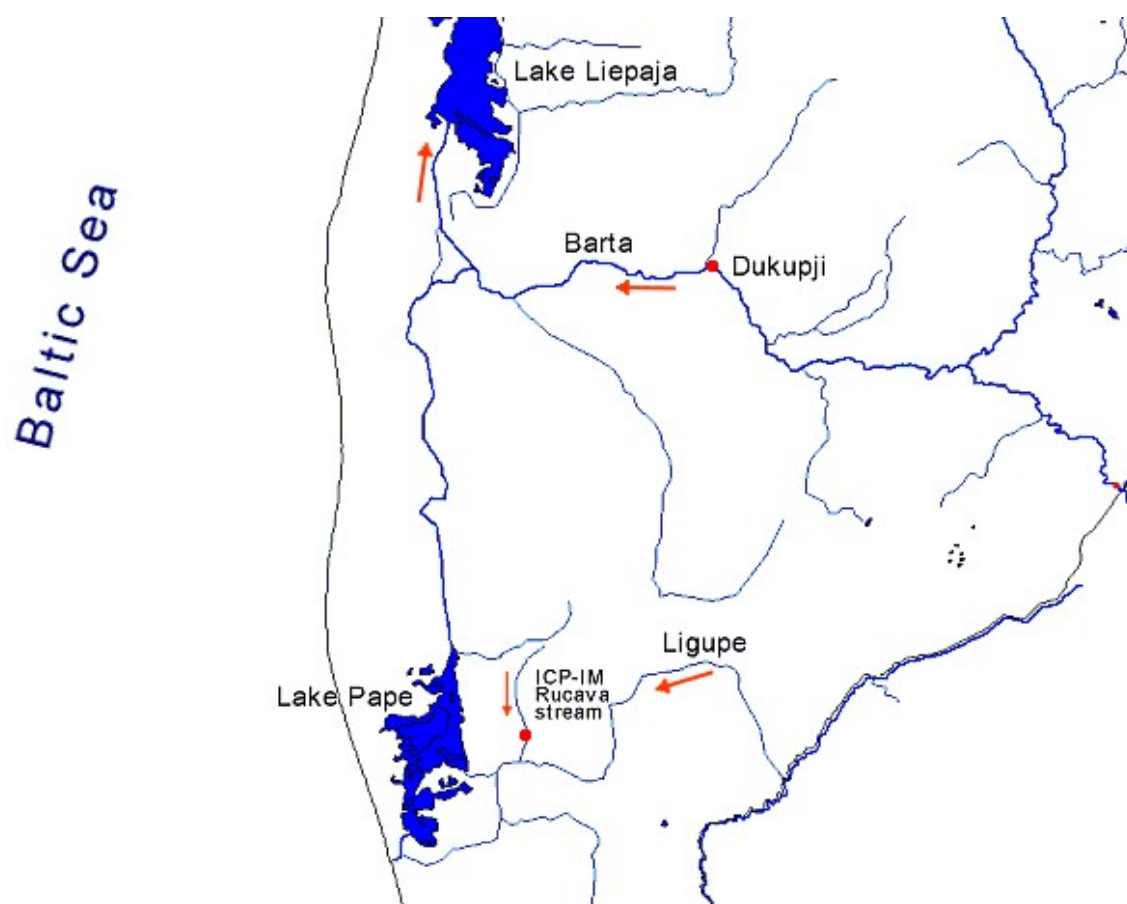 Lake Liepaja
Baltic Sea
Barta
Dukupji
Ligupe
Lake Pape
ICP-IM
Rucava
stream